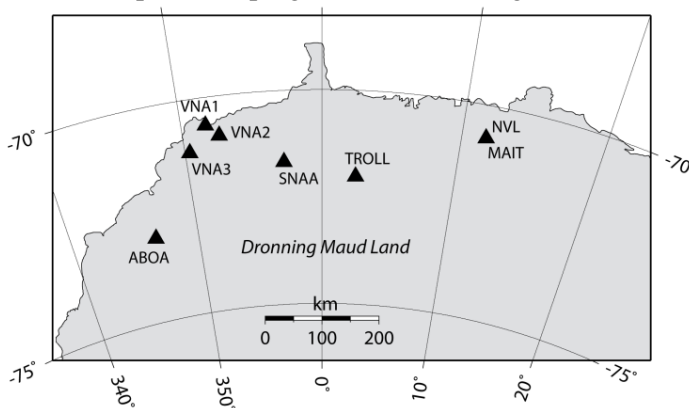 VNA1
VNA2
NVL
-70°
VNA3
SNAA
TROLL
MAIT
-70
ABOA
Dronning Maud Land
km
0 100 200
-75°
340°
350°
0°
10°
20°
-75°